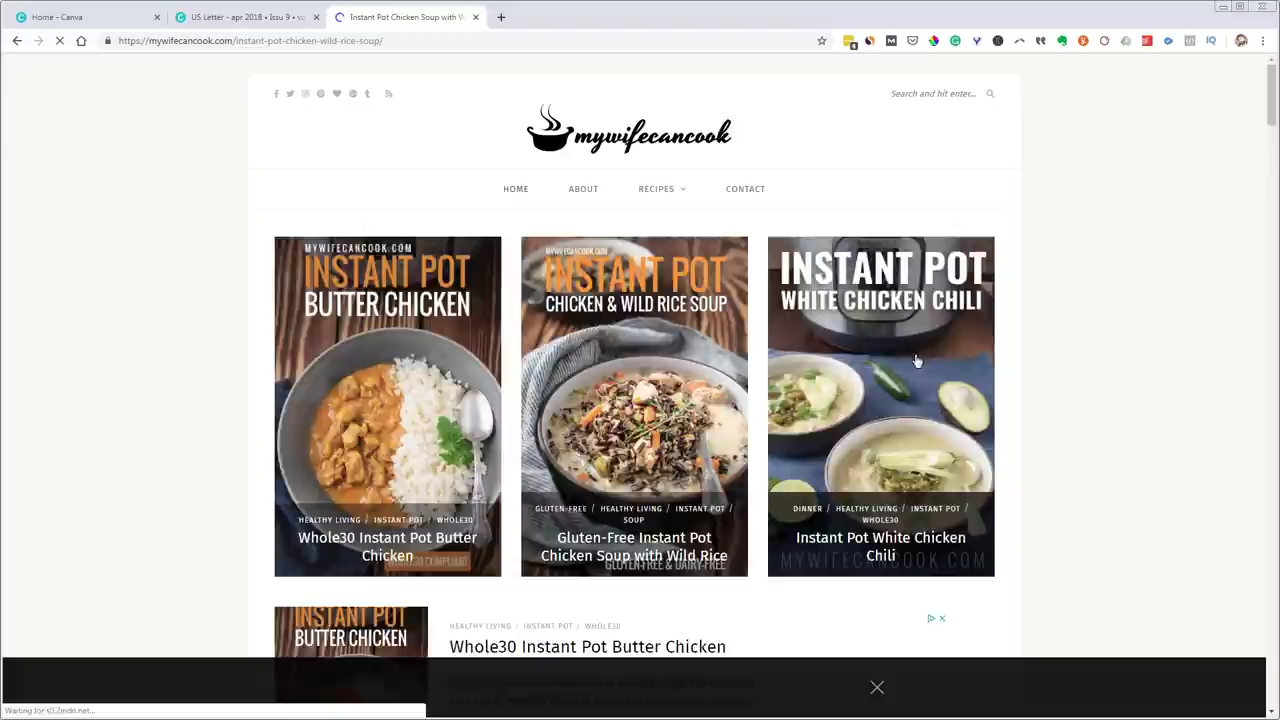 Home - Canva
US Letter - apr 2018 • Issu 9 • vo
Instant Pot Chicken Soup with W
https://mywifecancook.com/instant-pot-chicken-wild-rice-soup/
Search and hit enter...
mywifecancook
HOME
ABOUT
RECIPES
CONTACT
MYWIFECANCOOK.COM
INSTANT POT
BUTTER CHICKEN
HEALTHY LIVING / INSTANT POT / WHOLE30
Whole30 Instant Pot Butter
Chicken
WHOLE30 COMPLIANT
MYWIFECANCOOK.COM
INSTANT POT
CHICKEN & WILD RICE SOUP
GLUTEN-FREE / HEALTHY LIVING / INSTANT POT /
SOUP
Gluten-Free Instant Pot
Chicken Soup with Wild Rice
GLUTEN-FREE & DAIRY-FREE
INSTANT POT
WHITE CHICKEN CHILI
DINNER / HEALTHY LIVING / INSTANT POT /
WHOLE30
Instant Pot White Chicken
Chili
MYWIFECANCOOK.COM
INSTANT POT
BUTTER CHICKEN
HEALTHY LIVING / INSTANT POT / WHOLE30
Whole30 Instant Pot Butter Chicken